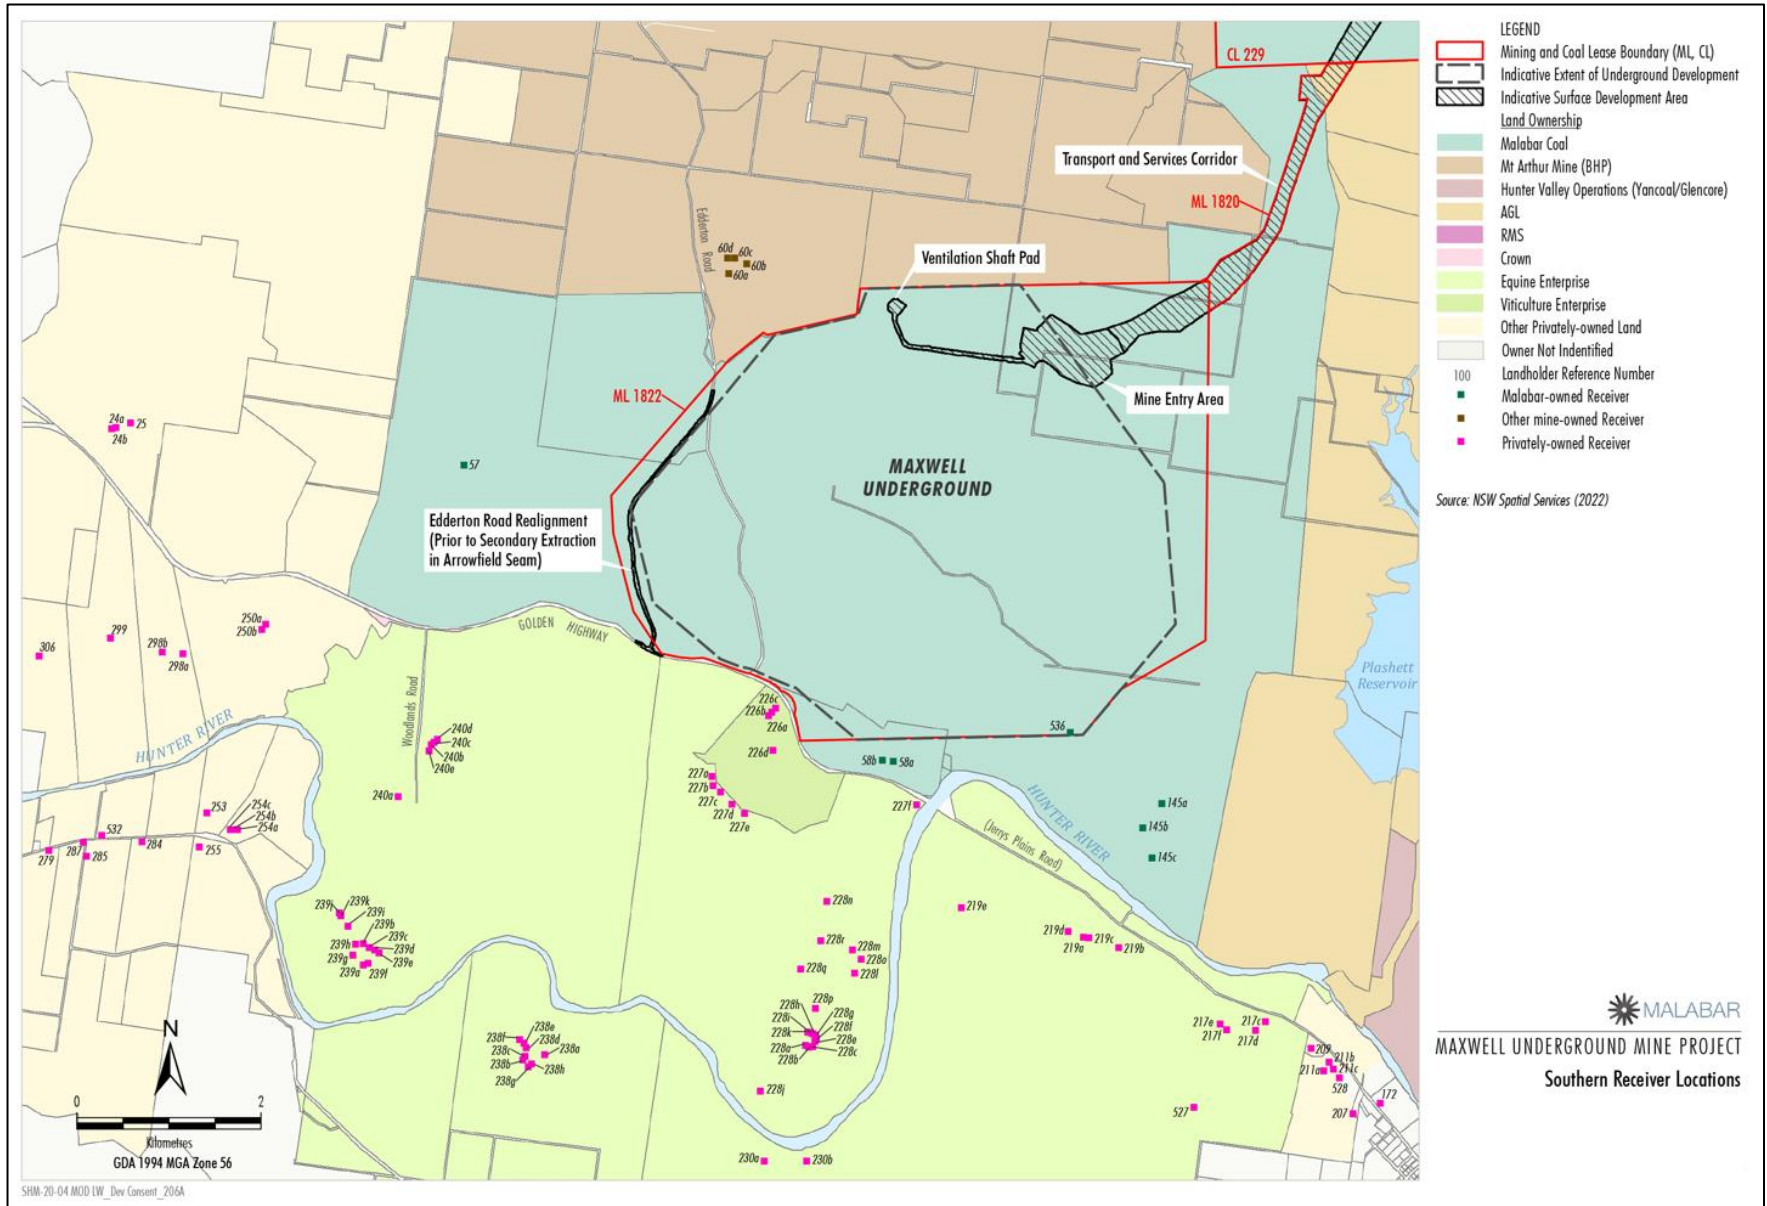 CL 229
Transport and Services Corridor
ML 1820
Edderton Road
60d
60c
60b
60a
Ventilation Shaft Pad
ML 1822
Mine Entry Area
24a
25
24b
57
MAXWELL
UNDERGROUND
Edderton Road Realignment
(Prior to Secondary Extraction
in Arrowfield Seam)
250a
250b
299
298b
298a
306
GOLDEN HIGHWAY
Plashett
Reservoir
HUNTER RIVER
Woodlands Road
226c
226b
226a
226d
536
240d
240c
240b
240e
240a
58b
58a
227a
227b
227c
227d
227e
227f
HUNTER RIVER
(Jerrys Plains Road)
145a
145b
145c
253
254c
254b
254a
532
287
284
255
279
285
239j
239k
239i
239b
239c
239h
239d
239g
239e
239a
239f
228n
219e
228r
228m
228o
228q
228l
219d
219a
219c
219b
228p
228h
228g
228i
228f
228k
228e
228a
228c
228b
238e
238f
238d
238c
238a
238b
238h
238g
217e
217c
217f
217d
209
211b
211a
211c
528
228j
527
207
172
230a
230b
N
0
2
Kilometres
GDA 1994 MGA Zone 56
SHM-20-04 MOD LW_Dev Consent_206A
LEGEND
Mining and Coal Lease Boundary (ML, CL)
Indicative Extent of Underground Development
Indicative Surface Development Area
Land Ownership
Malabar Coal
Mt Arthur Mine (BHP)
Hunter Valley Operations (Yancoal/Glencore)
AGL
RMS
Crown
Equine Enterprise
Viticulture Enterprise
Other Privately-owned Land
Owner Not Indentified
100 Landholder Reference Number
Malabar-owned Receiver
Other mine-owned Receiver
Privately-owned Receiver
Source: NSW Spatial Services (2022)
MALABAR
MAXWELL UNDERGROUND MINE PROJECT
Southern Receiver Locations